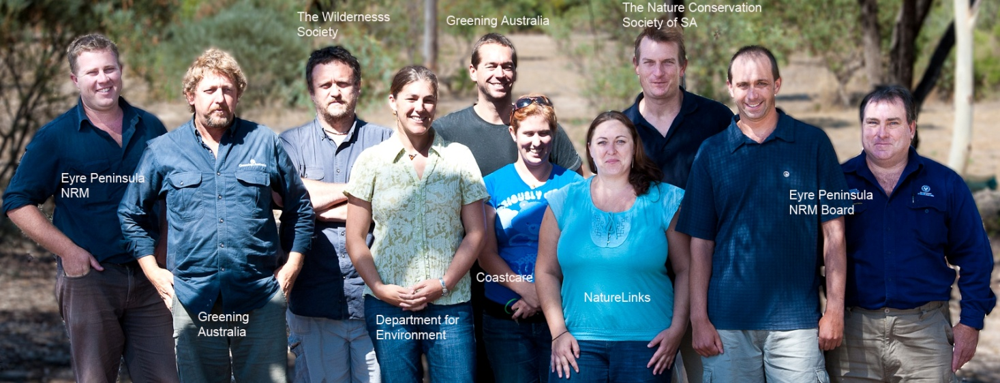 The Wildernesss
Society
Greening Australia
The Nature Conservation
Society of SA
Eyre Peninsula
NRM
Eyre Peninsula
NRM Board
Coastcare
NatureLinks
Greening
Australia
Department for
Environment